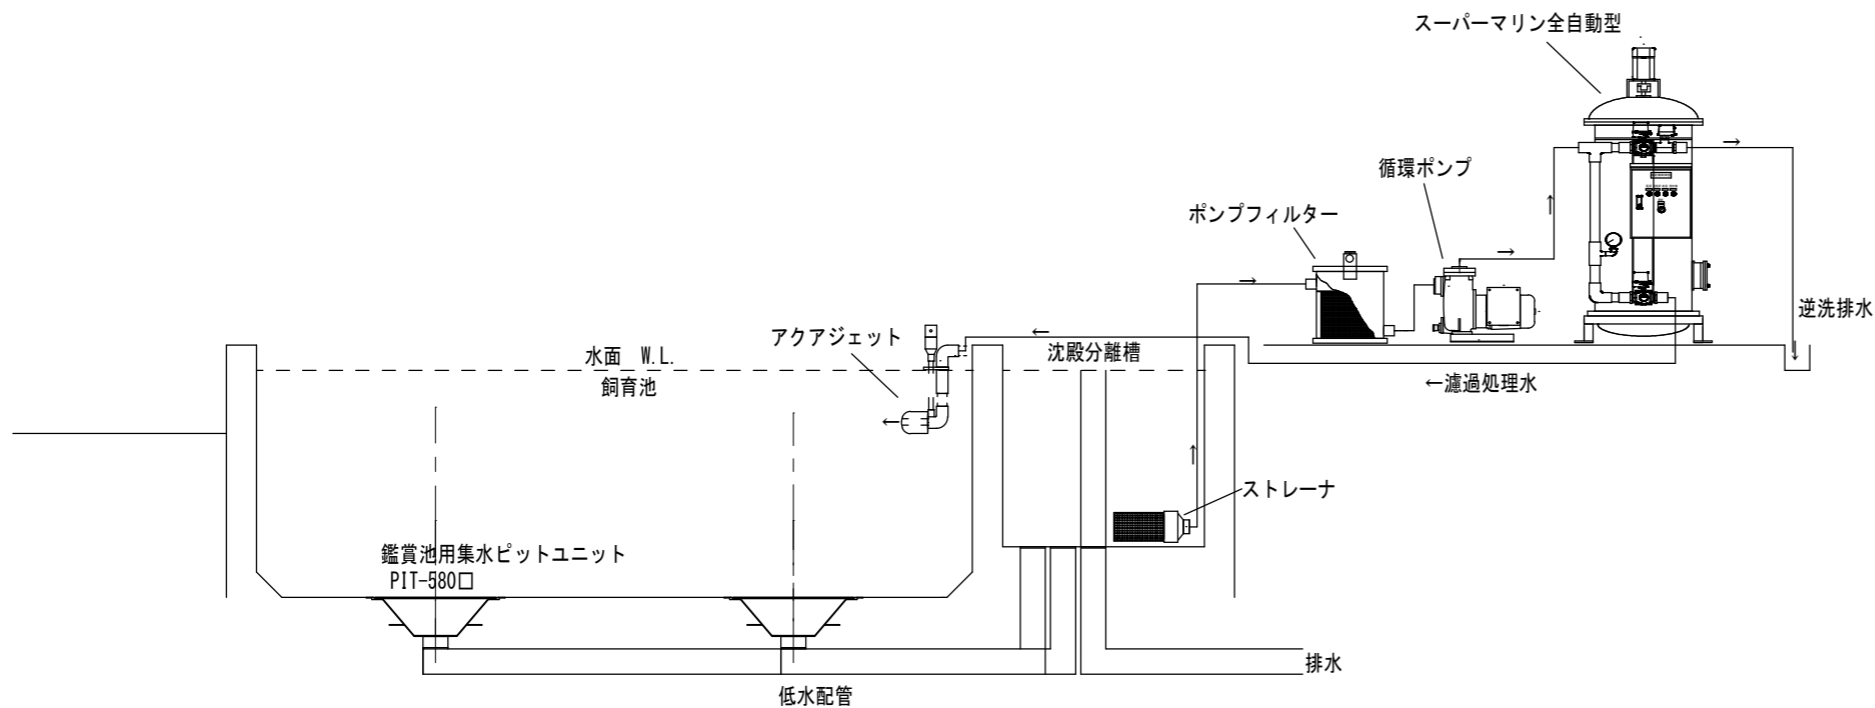 スーパーマリン全自動型
循環ポンプ
ポンプフィルター
逆洗排水
アクアジェット
水面 W.L.
飼育池
沈殿分離槽
←濾過処理水
ストレーナ
鑑賞池用集水ピットユニット
PIT-580□
排水
低水配管